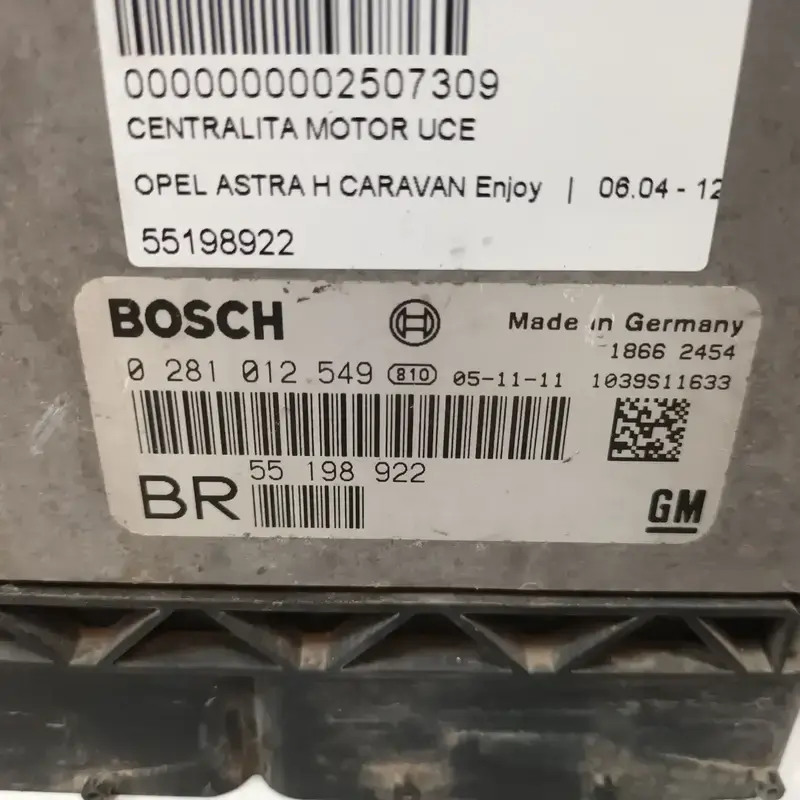 0000000002507309
CENTRALITA MOTOR UCE
OPEL ASTRA H CARAVAN Enjoy | 06.04 - 12
55198922
BOSCH
Made in Germany
1866 2454
0 281 012 549 810 05-11-11 1039S11633
55 198 922
BR
GM